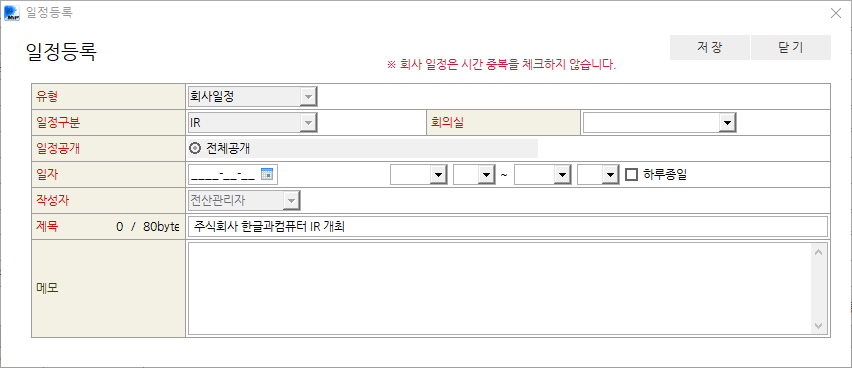 일정등록
일정등록
저 장 닫 기
※ 회사 일정은 시간 중복을 체크하지 않습니다.
유형 회사일정
일정구분 IR 회의실
일정공개 전체공개
일자 ____-__-__ ~ 하루종일
작성자 전산관리자
제목 0 / 80byte 주식회사 한글과컴퓨터 IR 개최
메모